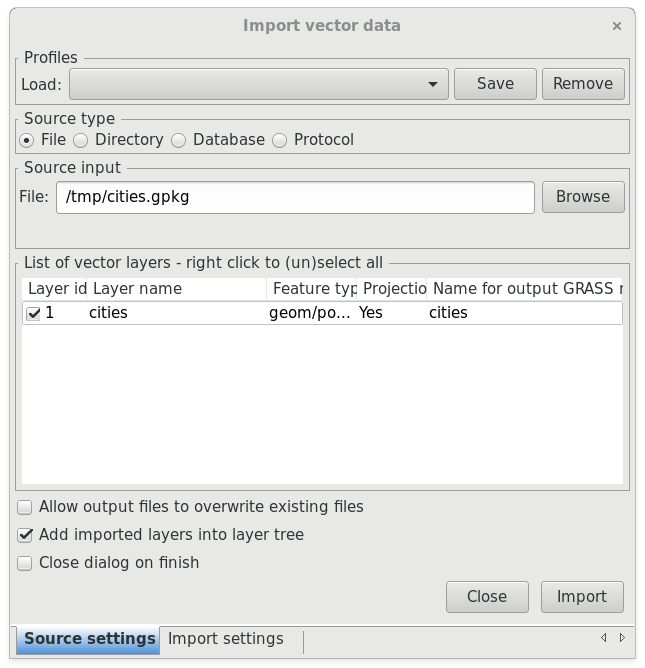 Import vector data ×
Profiles
Load: Save Remove
Source type
File Directory Database Protocol
Source input
File: /tmp/cities.gpkg Browse
List of vector layers - right click to (un)select all
Layer id Layer name Feature typ Projectio Name for output GRASS r
1 cities geom/po... Yes cities
Allow output files to overwrite existing files
Add imported layers into layer tree
Close dialog on finish
Close Import
Source settings Import settings